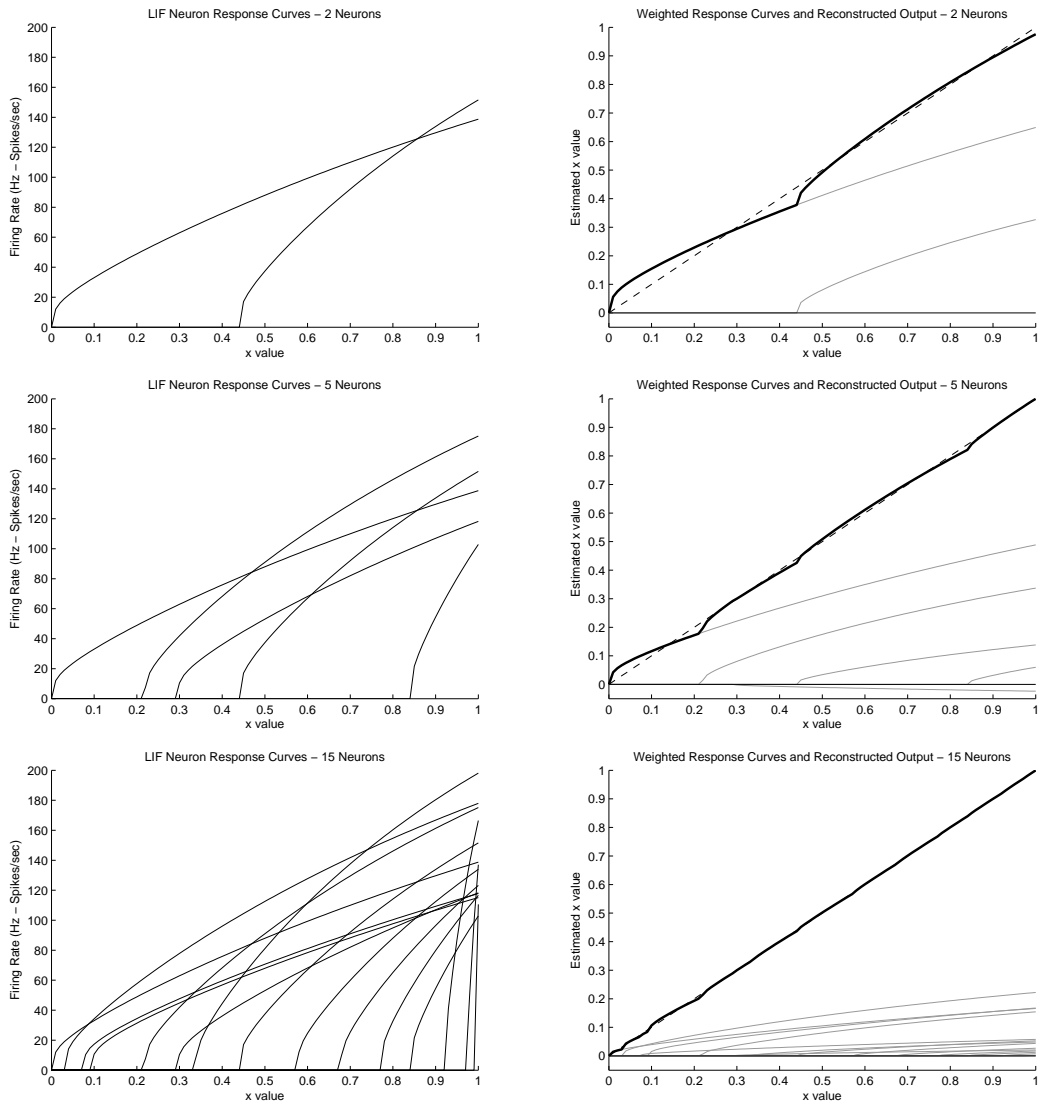 LIF Neuron Response Curves – 2 Neurons
200
180
160
140
120
100
80
60
40
20
0
Firing Rate (Hz – Spikes/sec)
0 0.1 0.2 0.3 0.4 0.5 0.6 0.7 0.8 0.9 1
x value
Weighted Response Curves and Reconstructed Output – 2 Neurons
1
0.9
0.8
0.7
0.6
0.5
0.4
0.3
0.2
0.1
0
Estimated x value
0 0.1 0.2 0.3 0.4 0.5 0.6 0.7 0.8 0.9 1
x value
LIF Neuron Response Curves – 5 Neurons
200
180
160
140
120
100
80
60
40
20
0
Firing Rate (Hz – Spikes/sec)
0 0.1 0.2 0.3 0.4 0.5 0.6 0.7 0.8 0.9 1
x value
Weighted Response Curves and Reconstructed Output – 5 Neurons
1
0.9
0.8
0.7
0.6
0.5
0.4
0.3
0.2
0.1
0
Estimated x value
0 0.1 0.2 0.3 0.4 0.5 0.6 0.7 0.8 0.9 1
x value
LIF Neuron Response Curves – 15 Neurons
200
180
160
140
120
100
80
60
40
20
0
Firing Rate (Hz – Spikes/sec)
0 0.1 0.2 0.3 0.4 0.5 0.6 0.7 0.8 0.9 1
x value
Weighted Response Curves and Reconstructed Output – 15 Neurons
1
0.9
0.8
0.7
0.6
0.5
0.4
0.3
0.2
0.1
0
Estimated x value
0 0.1 0.2 0.3 0.4 0.5 0.6 0.7 0.8 0.9 1
x value